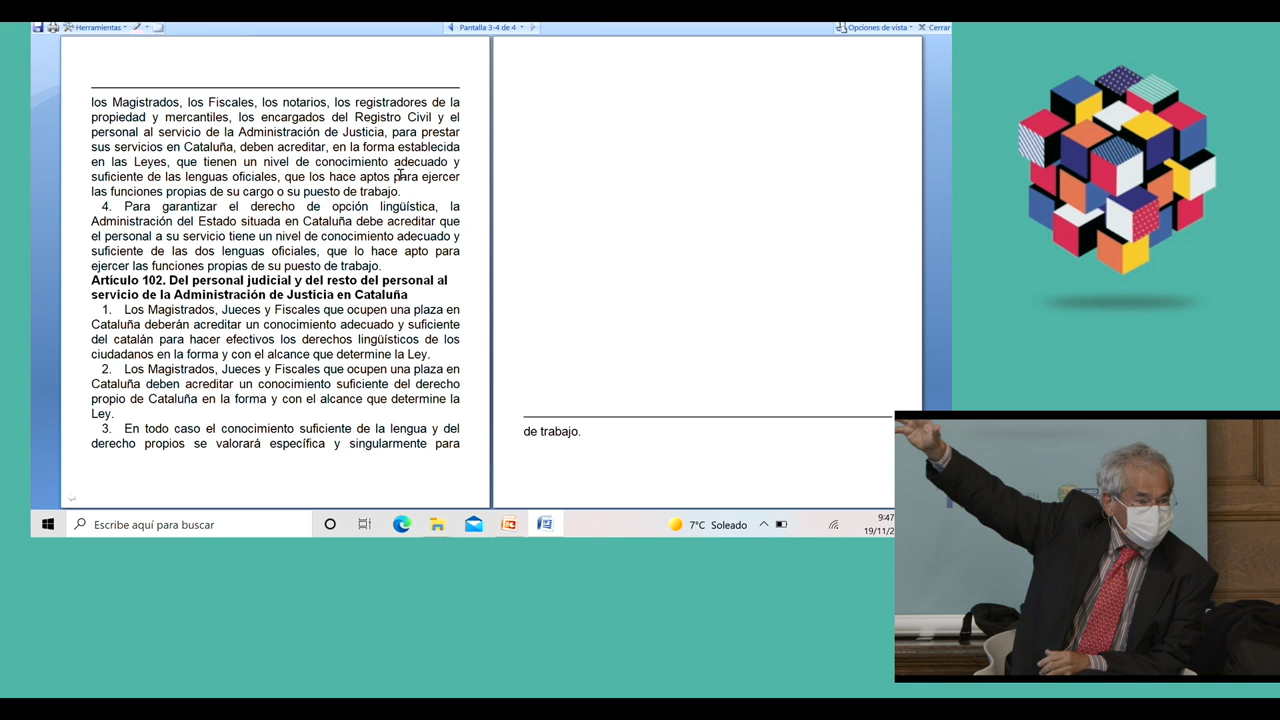 Herramientas
Pantalla 3-4 de 4
Opciones de vista
Cerrar
los Magistrados, los Fiscales, los notarios, los registradores de la
propiedad y mercantiles, los encargados del Registro Civil y el
personal al servicio de la Administración de Justicia, para prestar
sus servicios en Cataluña, deben acreditar, en la forma establecida
en las Leyes, que tienen un nivel de conocimiento adecuado y
suficiente de las lenguas oficiales, que los hace aptos para ejercer
las funciones propias de su cargo o su puesto de trabajo.
4. Para garantizar el derecho de opción lingüística, la
Administración del Estado situada en Cataluña debe acreditar que
el personal a su servicio tiene un nivel de conocimiento adecuado y
suficiente de las dos lenguas oficiales, que lo hace apto para
ejercer las funciones propias de su puesto de trabajo.
Artículo 102. Del personal judicial y del resto del personal al
servicio de la Administración de Justicia en Cataluña
1. Los Magistrados, Jueces y Fiscales que ocupen una plaza en
Cataluña deberán acreditar un conocimiento adecuado y suficiente
del catalán para hacer efectivos los derechos lingüísticos de los
ciudadanos en la forma y con el alcance que determine la Ley.
2. Los Magistrados, Jueces y Fiscales que ocupen una plaza en
Cataluña deben acreditar un conocimiento suficiente del derecho
propio de Cataluña en la forma y con el alcance que determine la
Ley.
3. En todo caso el conocimiento suficiente de la lengua y del
derecho propios se valorará específica y singularmente para
de trabajo.
Escribe aquí para buscar
7°C Soleado
9:47
19/11/2